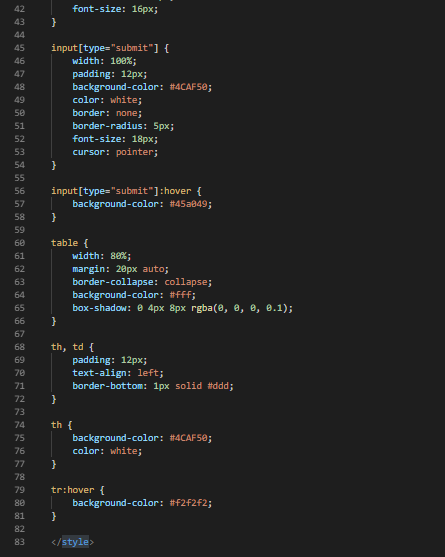 42 font-size: 16px;
43 }
44
45 input[type="submit"] {
46 width: 100%;
47 padding: 12px;
48 background-color: #4CAF50;
49 color: white;
50 border: none;
51 border-radius: 5px;
52 font-size: 18px;
53 cursor: pointer;
54 }
55
56 input[type="submit"]:hover {
57 background-color: #45a049;
58 }
59
60 table {
61 width: 80%;
62 margin: 20px auto;
63 border-collapse: collapse;
64 background-color: #fff;
65 box-shadow: 0 4px 8px rgba(0, 0, 0, 0.1);
66 }
67
68 th, td {
69 padding: 12px;
70 text-align: left;
71 border-bottom: 1px solid #ddd;
72 }
73
74 th {
75 background-color: #4CAF50;
76 color: white;
77 }
78
79 tr:hover {
80 background-color: #f2f2f2;
81 }
82
83 </style>